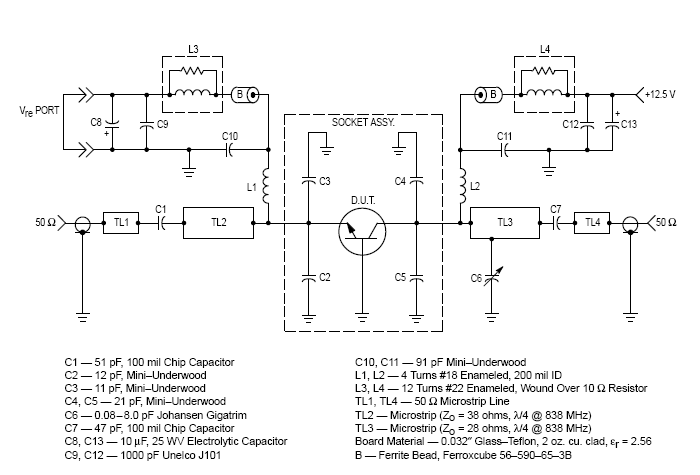 L3
L4
B
B
Vre PORT
+12.5 V
C8
+
C9
C10
SOCKET ASSY.
C11
C12
+
C13
L1
C3
C4
L2
D.U.T.
50 Ω
C1
TL1
TL2
TL3
C7
TL4
50 Ω
C2
C5
C6
C1 — 51 pF, 100 mil Chip Capacitor
C2 — 12 pF, Mini–Underwood
C3 — 11 pF, Mini–Underwood
C4, C5 — 21 pF, Mini–Underwood
C6 — 0.08–8.0 pF Johansen Gigatrim
C7 — 47 pF, 100 mil Chip Capacitor
C8, C13 — 10 μF, 25 WV Electrolytic Capacitor
C9, C12 — 1000 pF Unelco J101
C10, C11 — 91 pF Mini–Underwood
L1, L2 — 4 Turns #18 Enameled, 200 mil ID
L3, L4 — 12 Turns #22 Enameled, Wound Over 10 Ω Resistor
TL1, TL4 — 50 Ω Microstrip Line
TL2 — Microstrip (Zo = 38 ohms, λ/4 @ 838 MHz)
TL3 — Microstrip (Zo = 28 ohms, λ/4 @ 838 MHz)
Board Material — 0.032″ Glass–Teflon, 2 oz. cu. clad, εr = 2.56
B — Ferrite Bead, Ferroxcube 56–590–65–3B